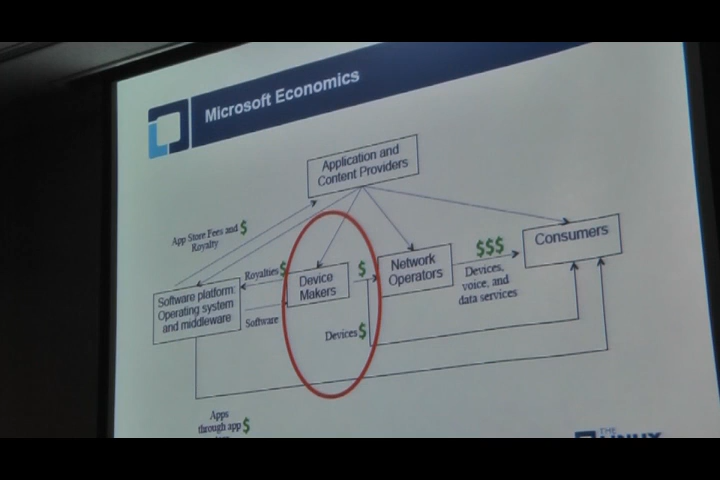 Microsoft Economics
Application and
Content Providers
App Store Fees and $
Royalty
Royalties $
Device
Makers
$
Network
Operators
$$$
Devices,
voice, and
data services
Consumers
Software platform:
Operating system
and middleware
Software
Devices $
Apps
through app $
THE
LINUX